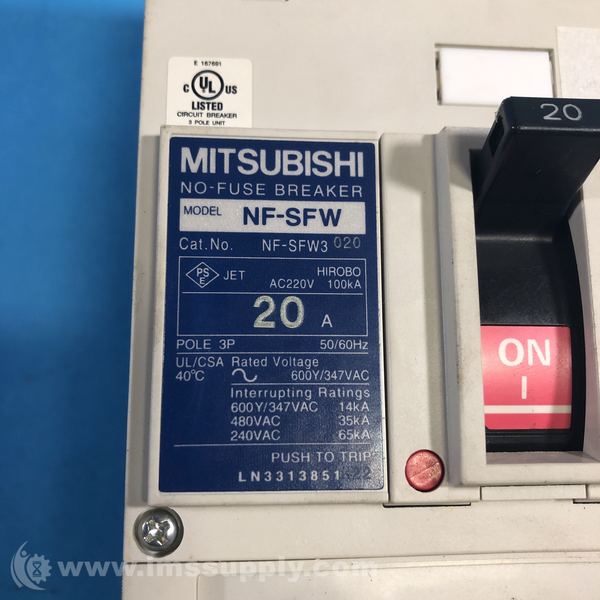 E 167691
C UL US
LISTED
CIRCUIT BREAKER
3 POLE UNIT
20
MITSUBISHI
NO-FUSE BREAKER
MODEL NF-SFW
Cat.No. NF-SFW3 020
PS E JET HIROBO
AC220V 100kA
20 A
POLE 3P 50/60Hz
UL/CSA Rated Voltage
40℃ 600Y/347VAC
Interrupting Ratings
600Y/347VAC 14kA
480VAC 35kA
240VAC 65kA
PUSH TO TRIP
LN3313851
ON
I
IMS
www.imssupply.com